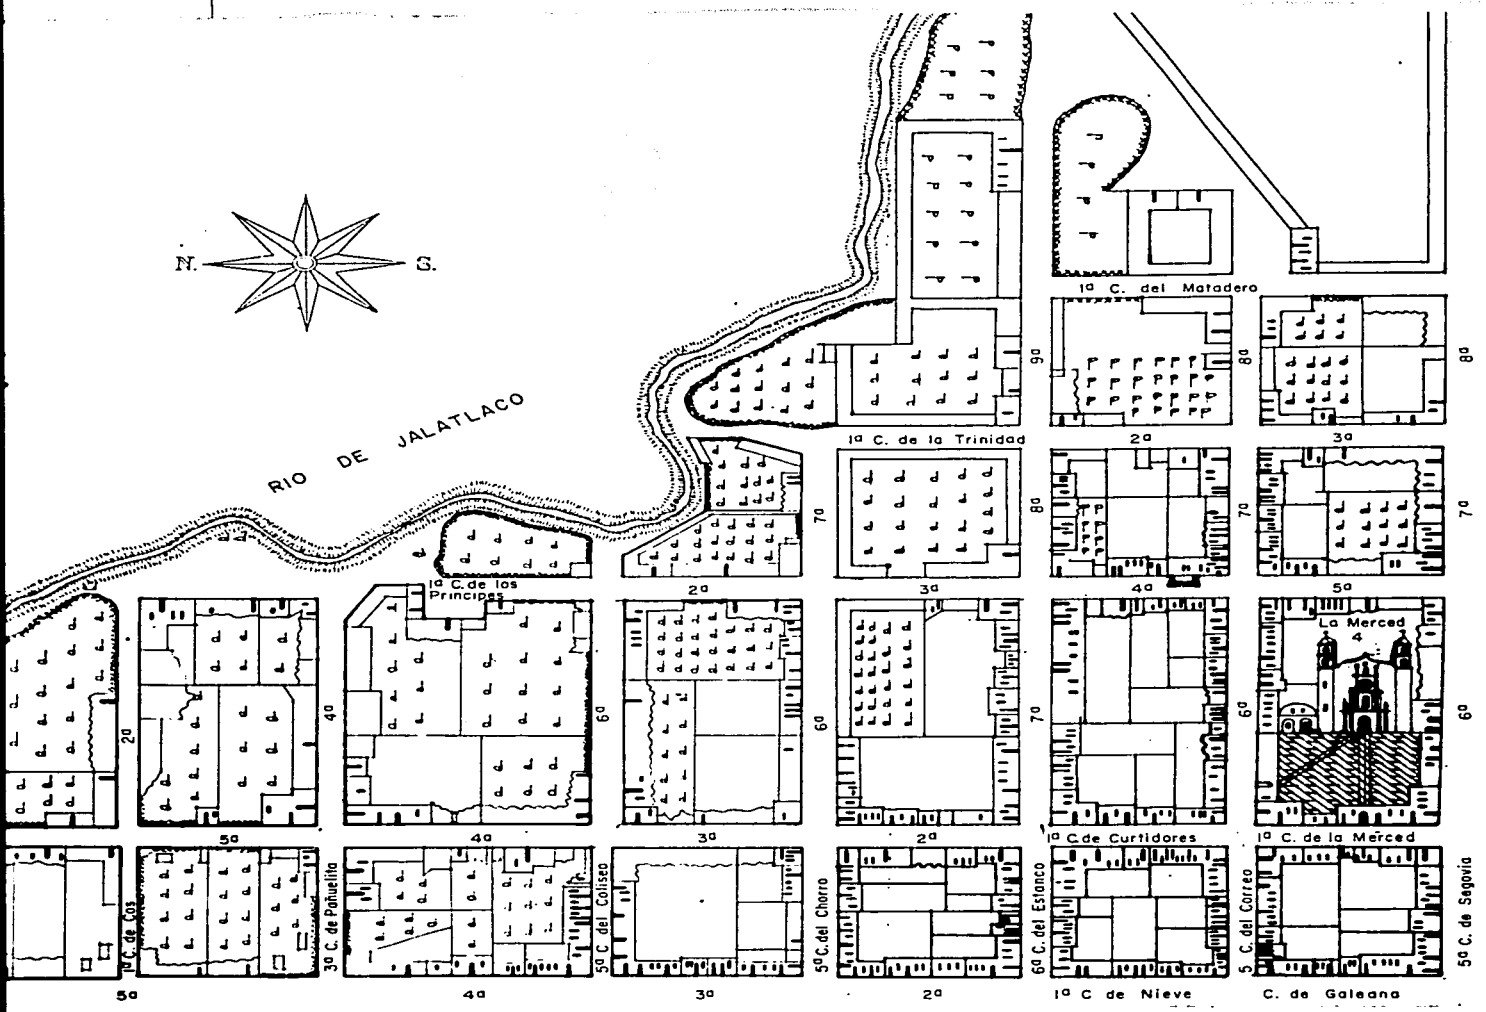 N.
S.
RIO DE JALATLACO
1ª C. del Matadero
9ª
8ª
8ª
1ª C. de la Trinidad
2ª
3ª
7ª
8ª
7ª
7ª
1ª C. de los
Principes
2ª
3ª
4ª
5ª
La Merced
4
2ª
4ª
6ª
6ª
7ª
6ª
6ª
5ª
4ª
3ª
2ª
1ª C. de Curtidores
1ª C. de la Merced
1ª C. de Cos
3ª C. de Pañuelito
5ª C. del Coliseo
5ª C. del Chorro
6ª C. del Estanco
5 C. del Correo
5ª C. de Segovia
5ª
4ª
3ª
2ª
1ª C de Nieve
C. de Galeana